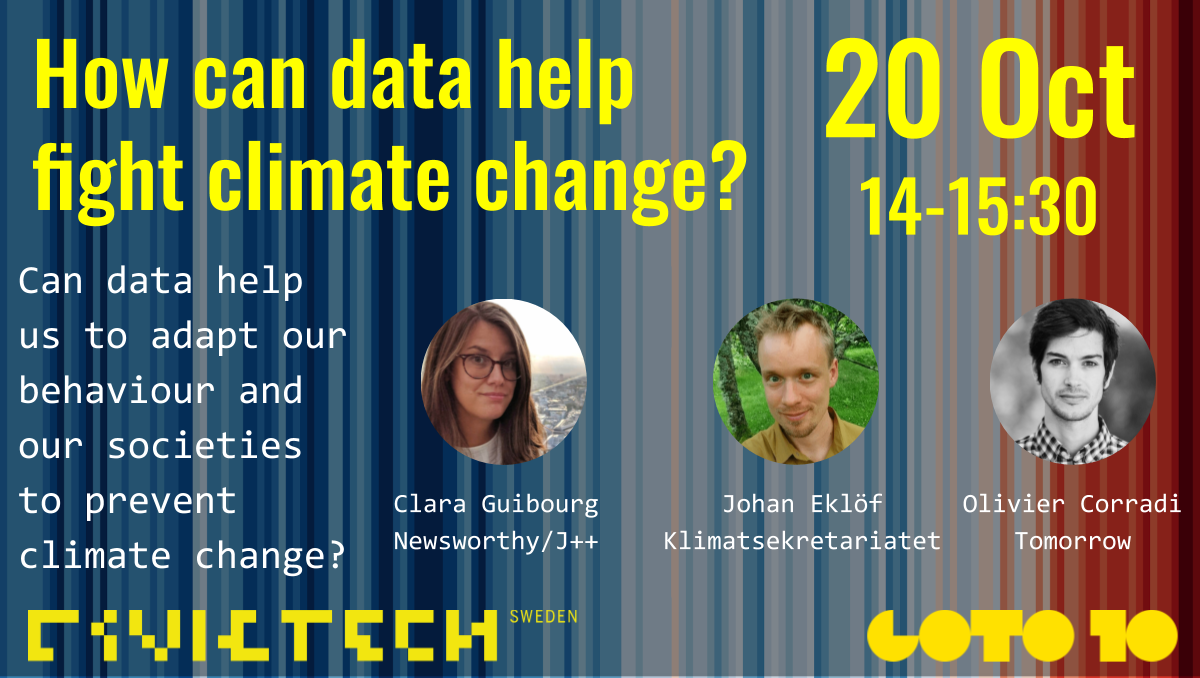 How can data help
fight climate change?
20 Oct
14-15:30
Can data help
us to adapt our
behaviour and
our societies
to prevent
climate change?
Clara Guibourg
Newsworthy/J++
Johan Eklöf
Klimatsekretariatet
Olivier Corradi
Tomorrow
CIVICTECH SWEDEN
GOTO 10